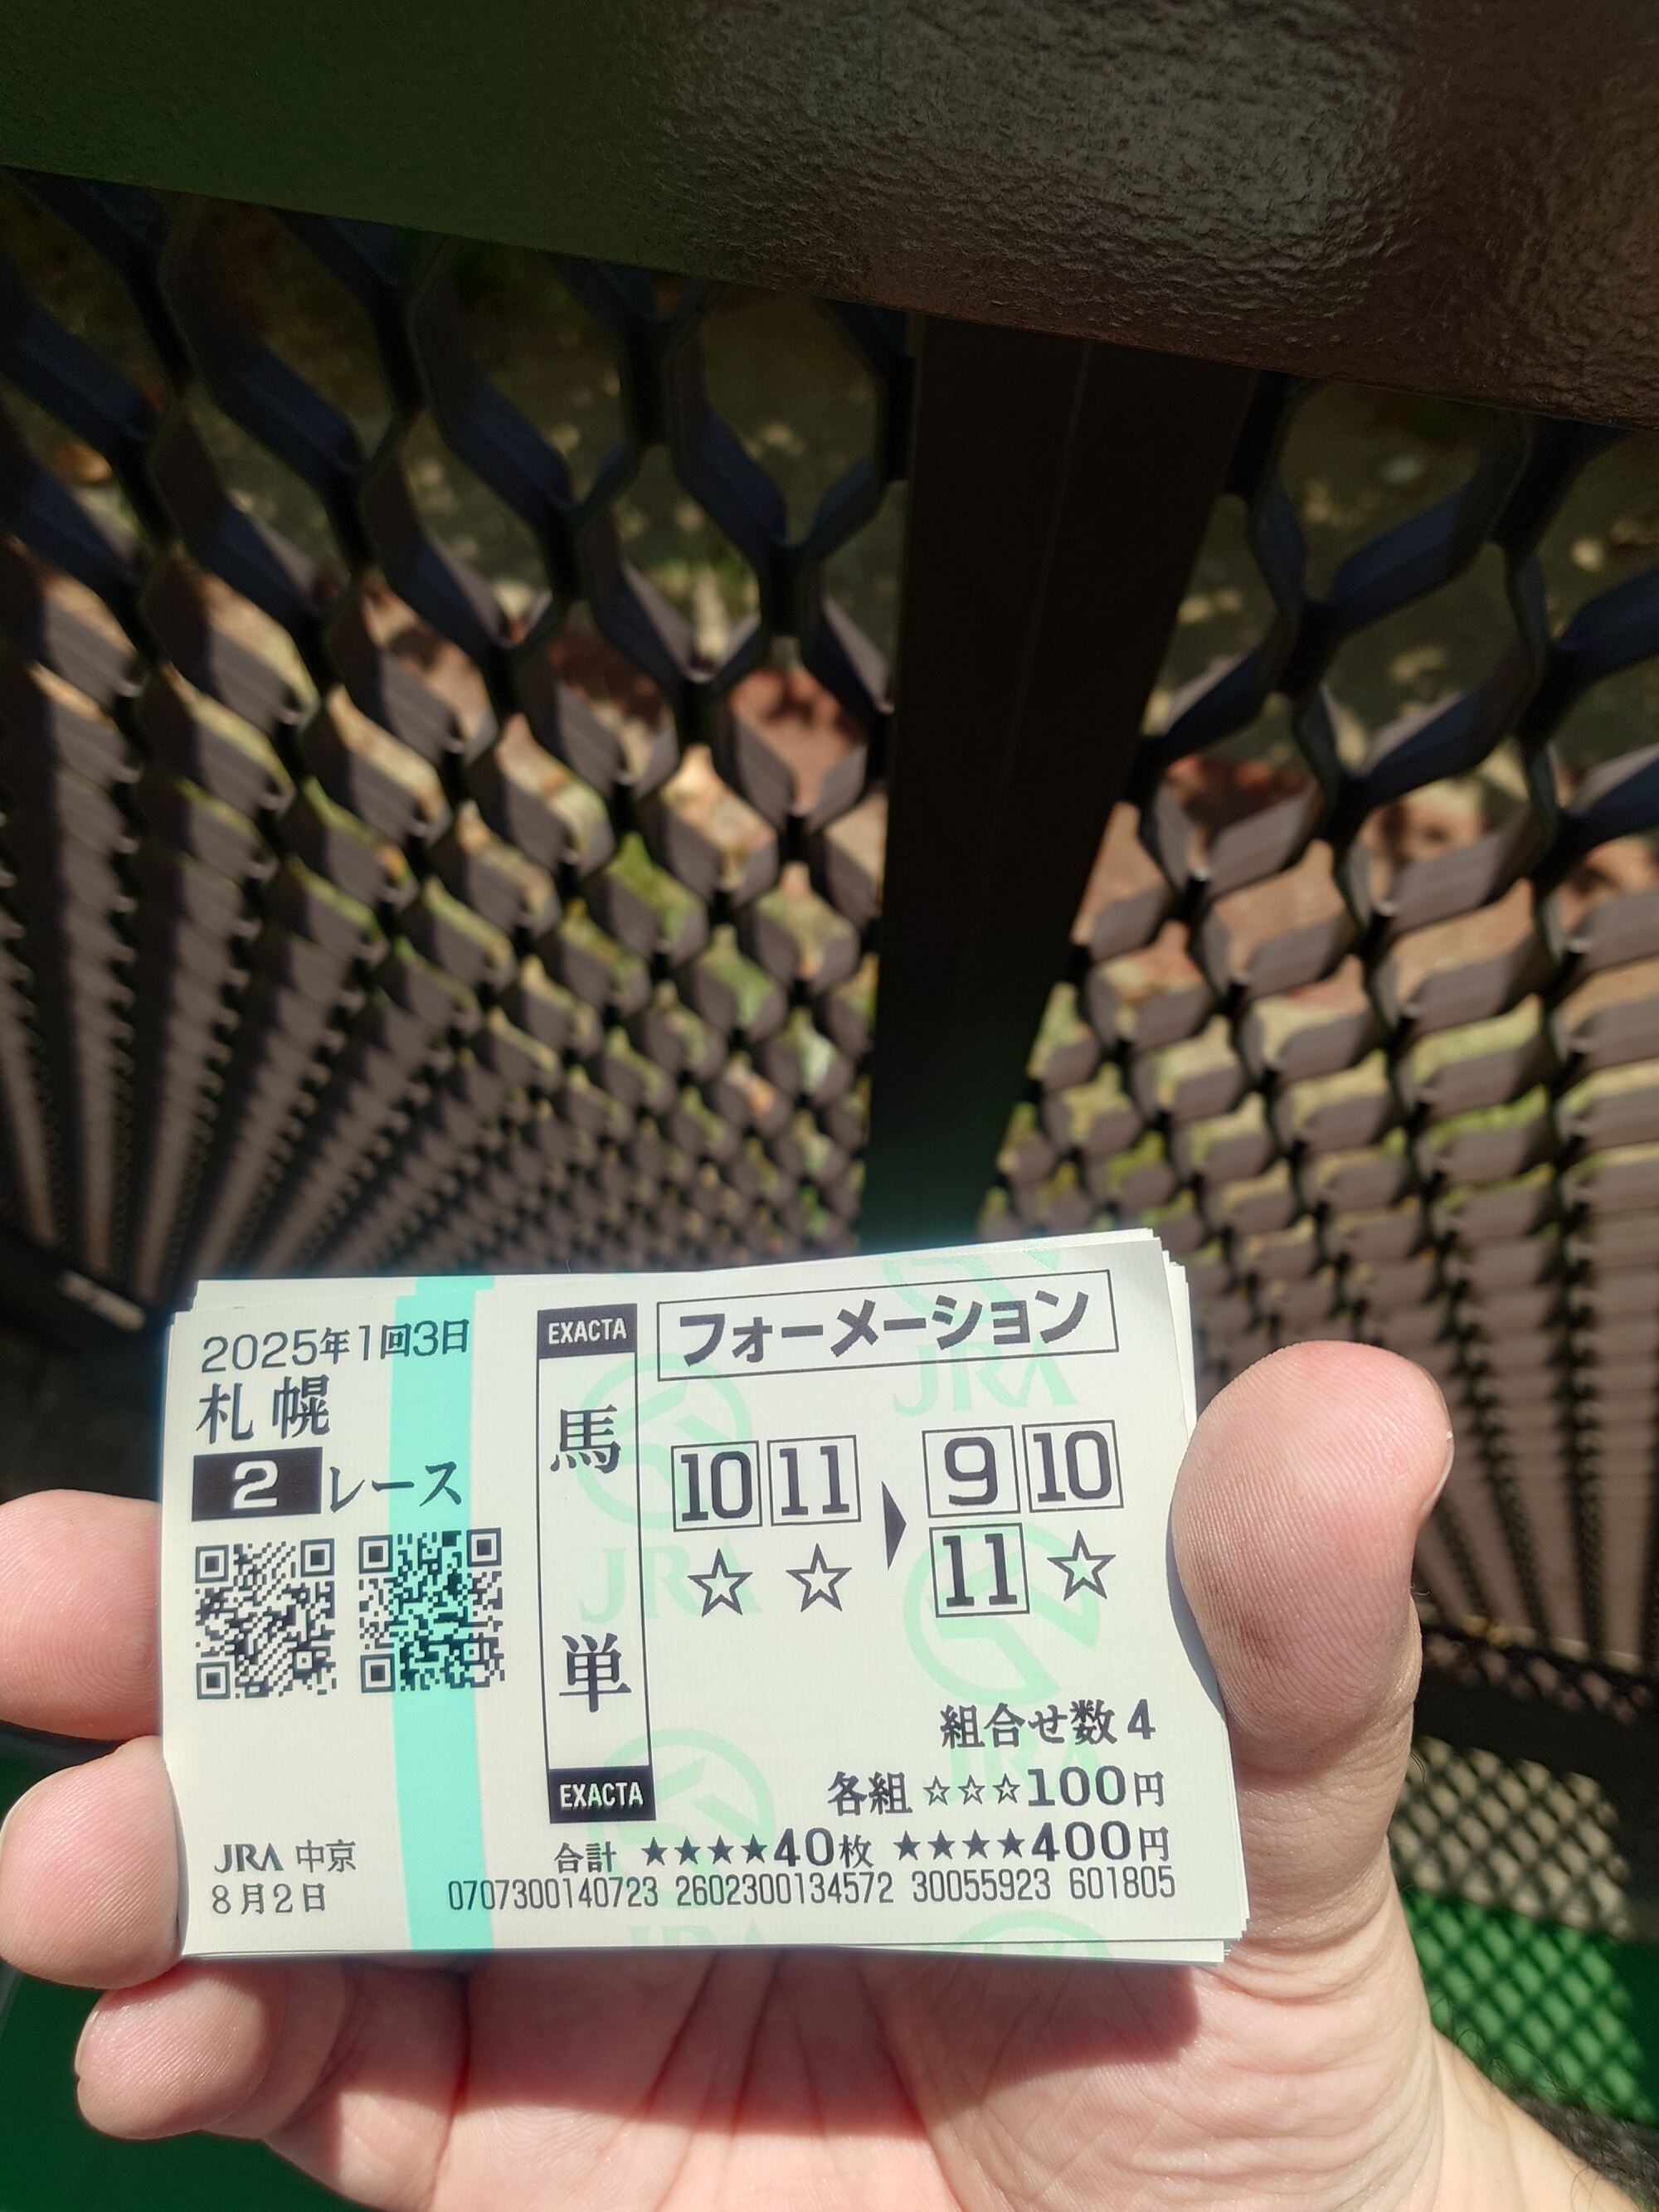 2025年1回3日
札幌
2レース
JRA 中京
8月2日
EXACTA
馬単
EXACTA
フォーメーション
10 11 ▶ 9 10
☆ ☆ 11 ☆
組合せ数 4
各組 ☆☆☆100円
合計 ★★★★40枚 ★★★★400円
0707300140723 2602300134572 30055923 601805